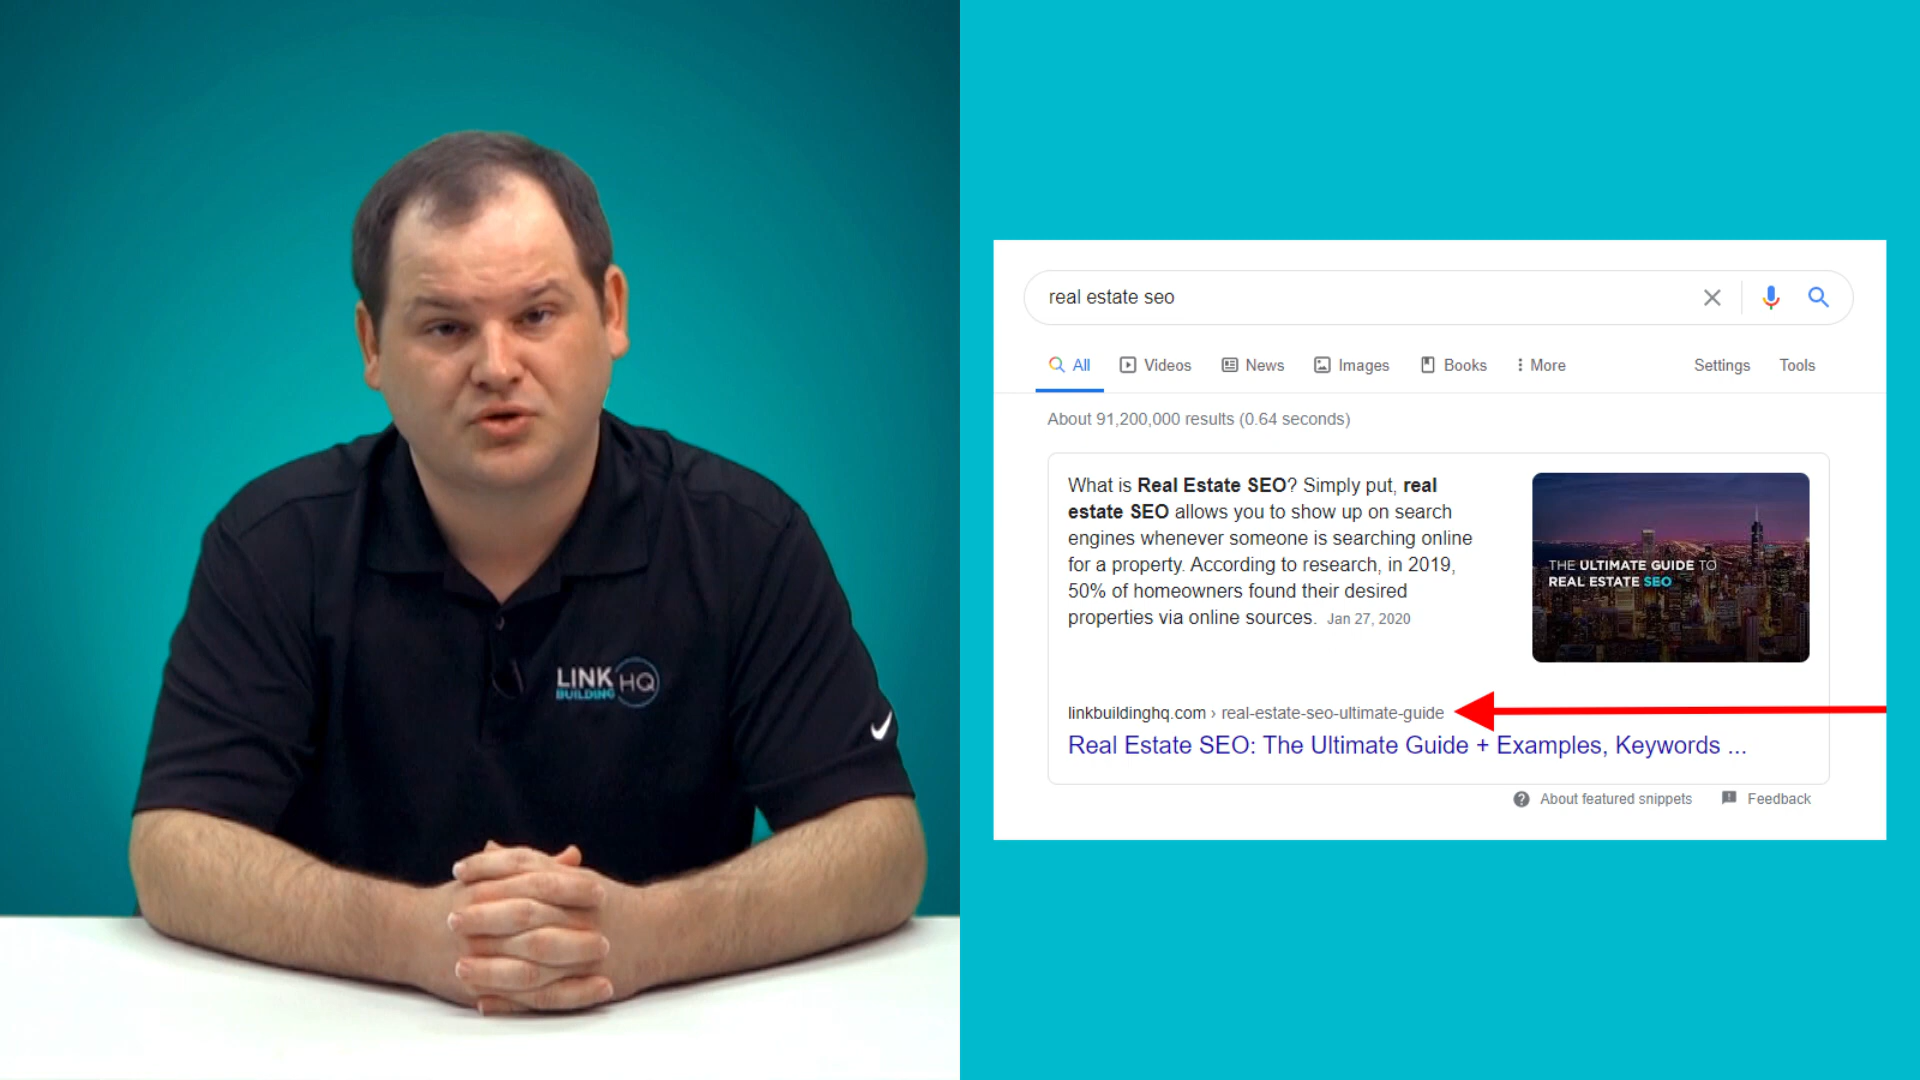 LINK
BUILDING
HQ
real estate seo
All
Videos
News
Images
Books
More
Settings
Tools
About 91,200,000 results (0.64 seconds)
What is Real Estate SEO? Simply put, real
estate SEO allows you to show up on search
engines whenever someone is searching online
for a property. According to research, in 2019,
50% of homeowners found their desired
properties via online sources. Jan 27, 2020
THE ULTIMATE GUIDE TO
REAL ESTATE SEO
linkbuildinghq.com › real-estate-seo-ultimate-guide
Real Estate SEO: The Ultimate Guide + Examples, Keywords ...
About featured snippets
Feedback